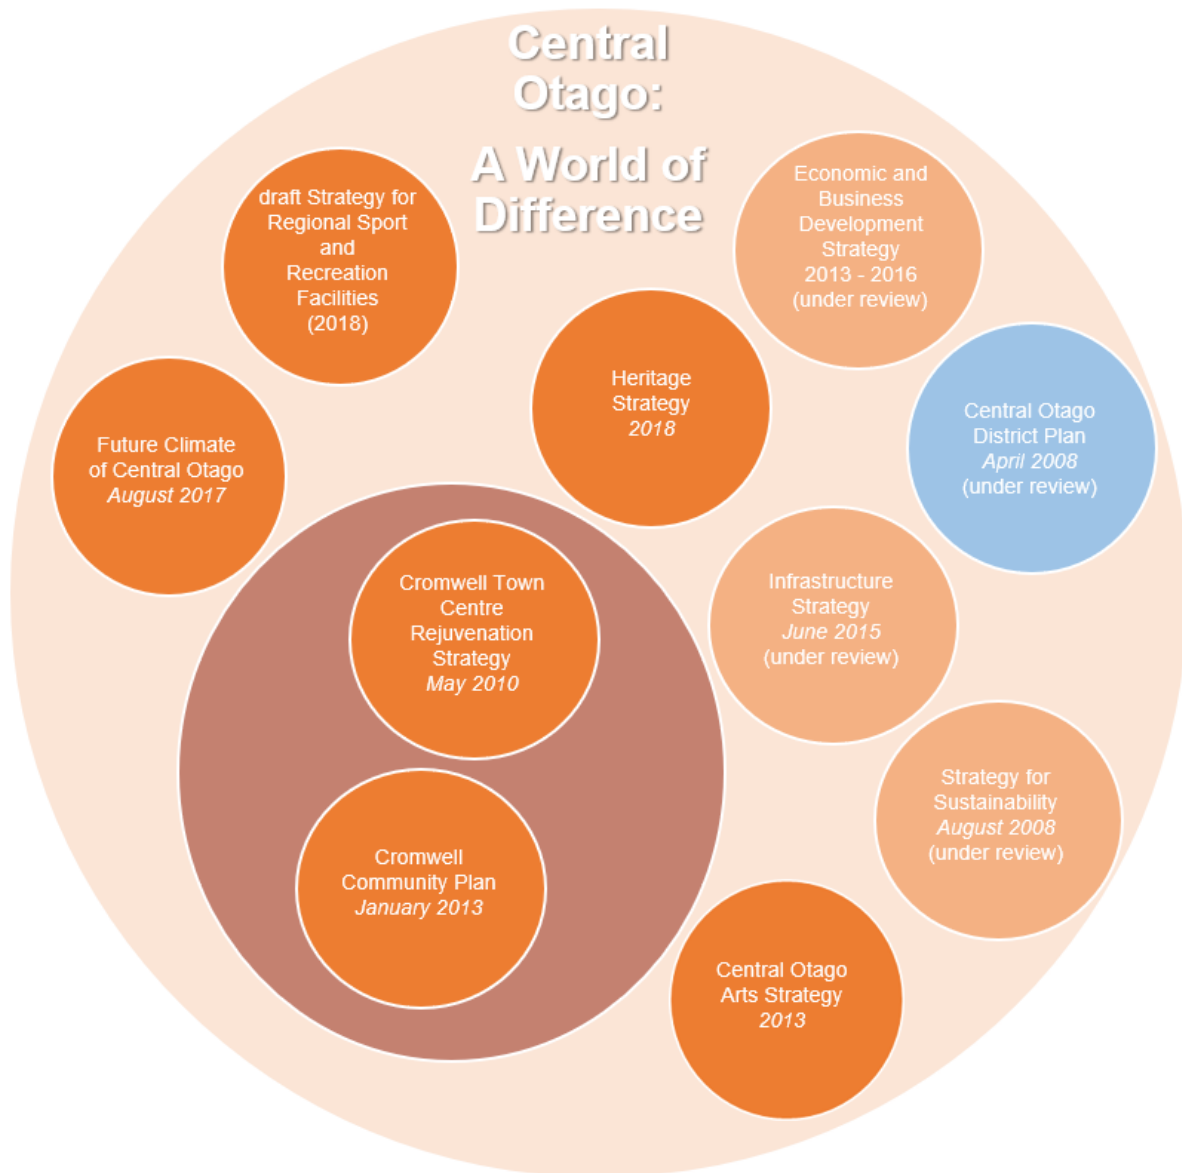 Central
Otago:
A World of
Difference
draft Strategy for
Regional Sport
and
Recreation
Facilities
(2018)
Economic and
Business
Development
Strategy
2013 - 2016
(under review)
Heritage
Strategy
2018
Central Otago
District Plan
April 2008
(under review)
Future Climate
of Central Otago
August 2017
Cromwell Town
Centre
Rejuvenation
Strategy
May 2010
Infrastructure
Strategy
June 2015
(under review)
Strategy for
Sustainability
August 2008
(under review)
Cromwell
Community Plan
January 2013
Central Otago
Arts Strategy
2013